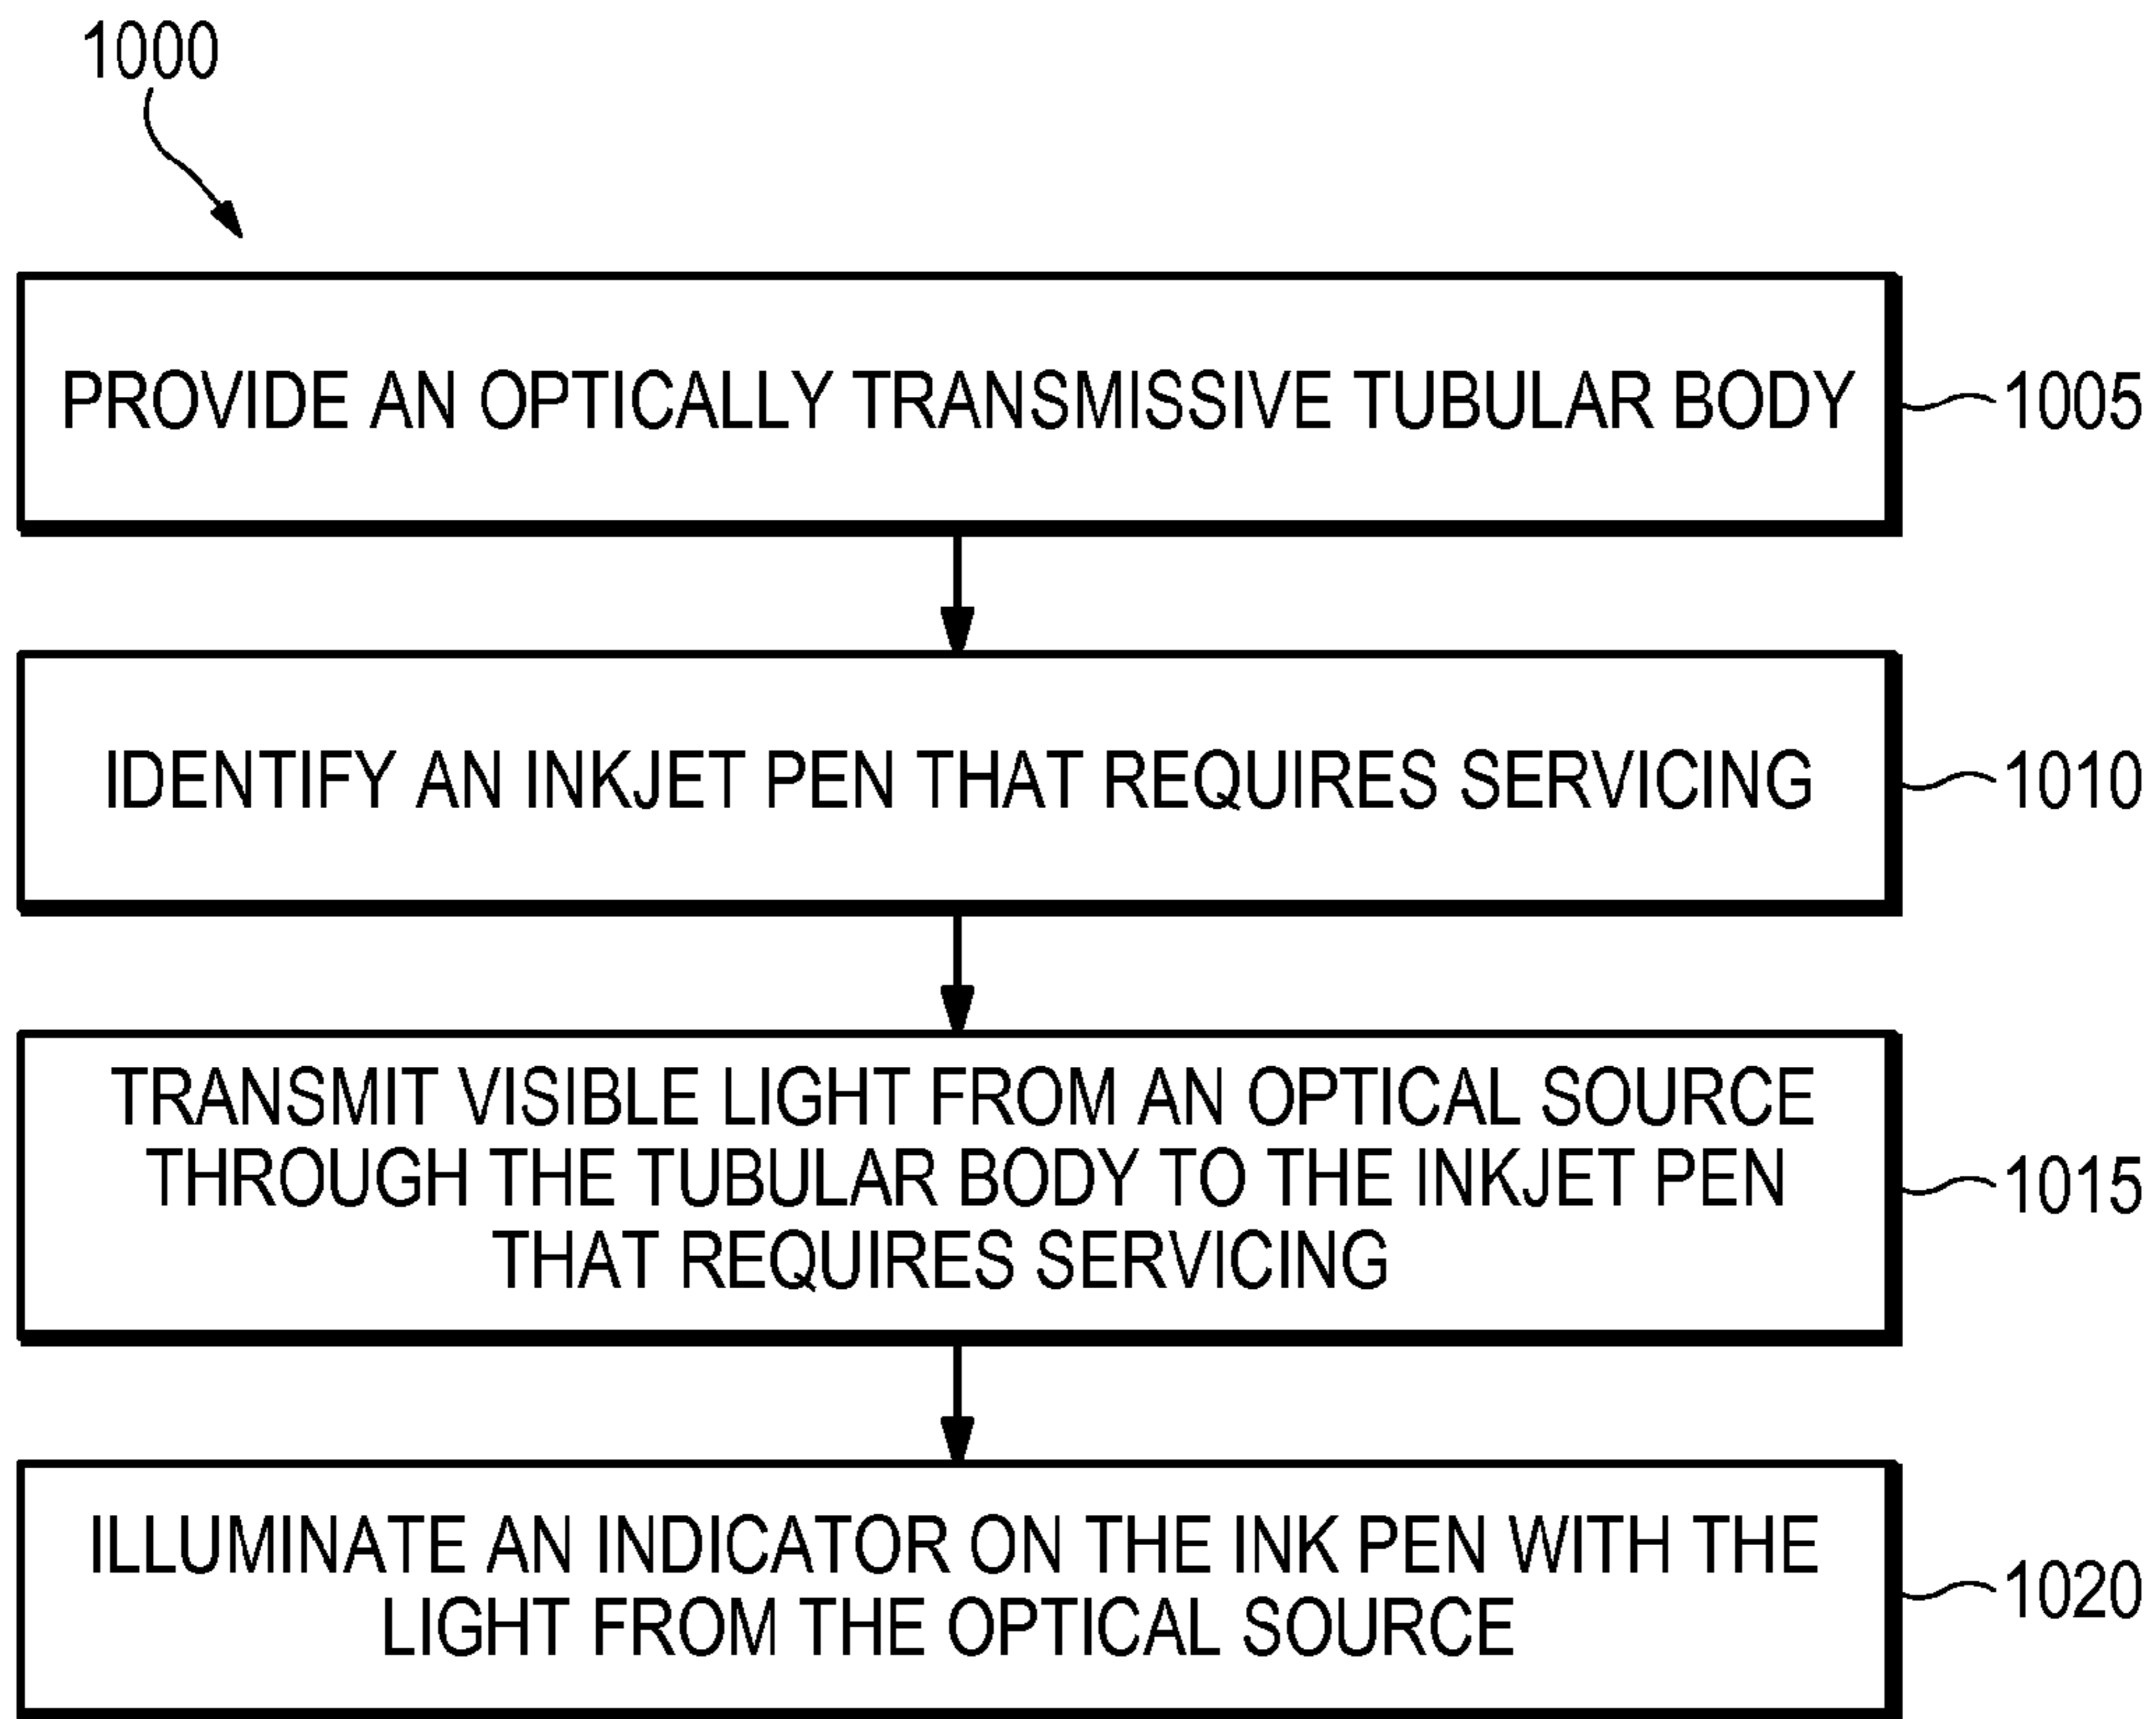 1000
PROVIDE AN OPTICALLY TRANSMISSIVE TUBULAR BODY
1005
IDENTIFY AN INKJET PEN THAT REQUIRES SERVICING
1010
TRANSMIT VISIBLE LIGHT FROM AN OPTICAL SOURCE
THROUGH THE TUBULAR BODY TO THE INKJET PEN
THAT REQUIRES SERVICING
1015
ILLUMINATE AN INDICATOR ON THE INK PEN WITH THE
LIGHT FROM THE OPTICAL SOURCE
1020